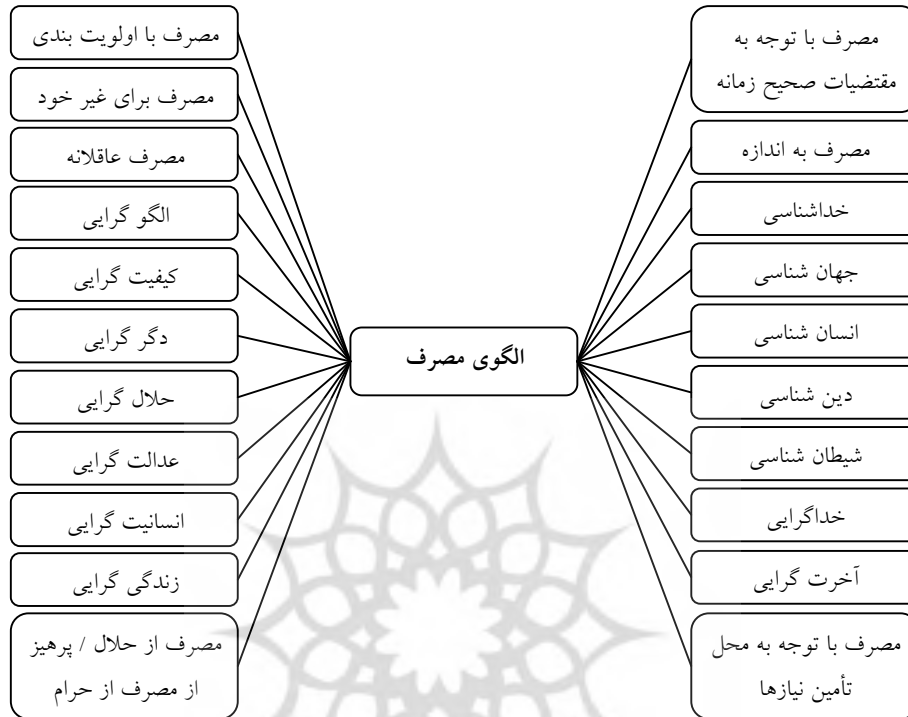 مصرف با توجه به
مقتضیات صحیح زمانه
مصرف به اندازه
خداشناسی
جهان شناسی
انسان شناسی
دین شناسی
شیطان شناسی
خداگرایی
آخرت گرایی
مصرف با توجه به محل
تأمین نیازها
الگوی مصرف
مصرف با اولویت بندی
مصرف برای غیر خود
مصرف عاقلانه
الگو گرایی
کیفیت گرایی
دگر گرایی
حلال گرایی
عدالت گرایی
انسانیت گرایی
زندگی گرایی
مصرف از حلال / پرهیز
از مصرف از حرام